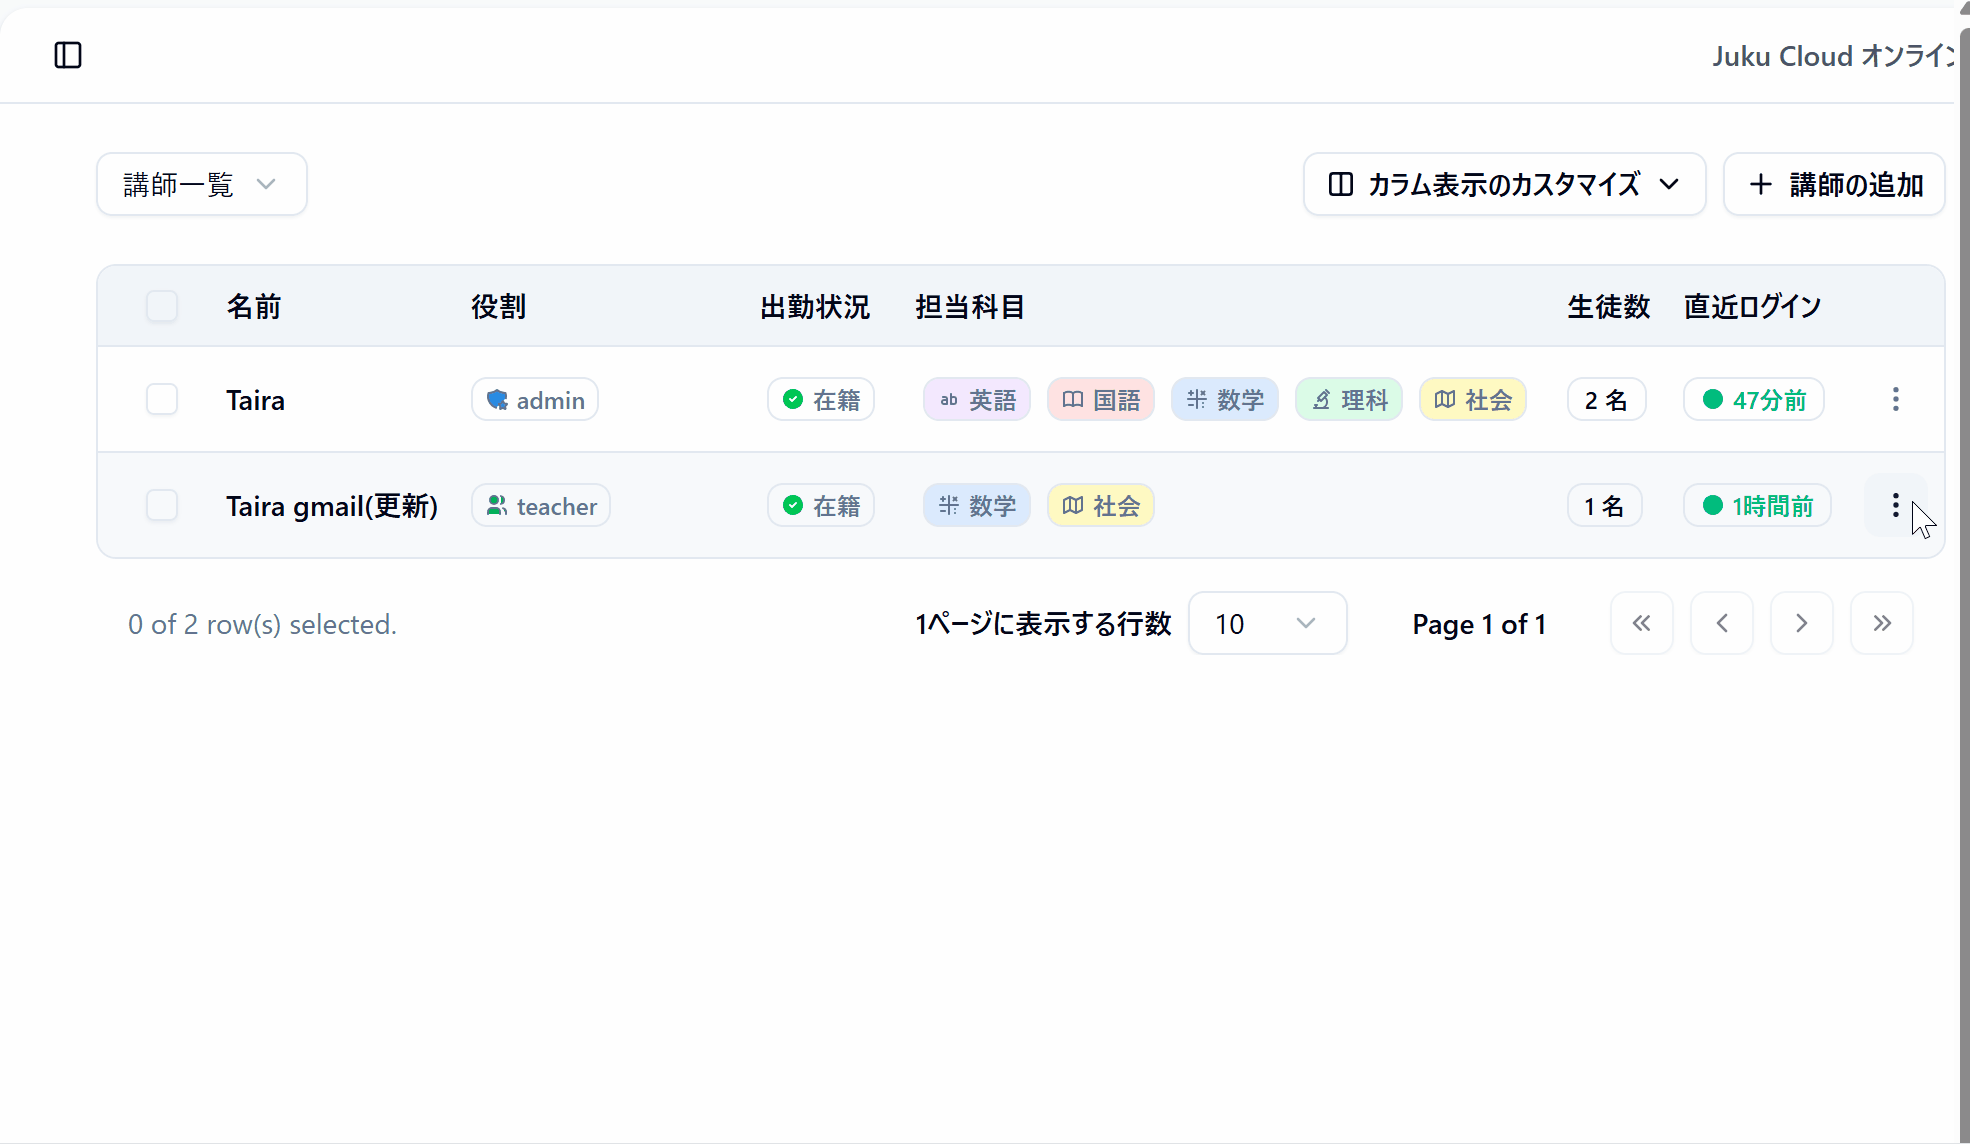 Juku Cloud オンライン
講師一覧
カラム表示のカスタマイズ
講師の追加
名前 役割 出勤状況 担当科目 生徒数 直近ログイン
Taira admin 在籍 ab 英語 国語 数学 理科 社会 2 名 47分前
Taira gmail(更新) teacher 在籍 数学 社会 1 名 1時間前
0 of 2 row(s) selected. 1ページに表示する行数 10 Page 1 of 1